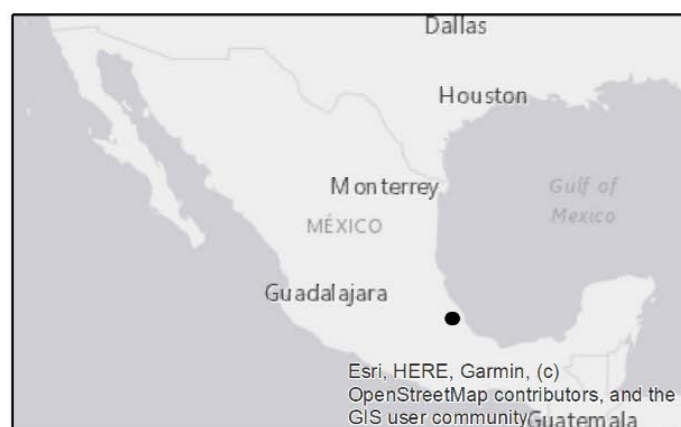 Dallas
Houston
Monterrey
Gulf of
Mexico
MÉXICO
Guadalajara
Esri, HERE, Garmin, (c)
OpenStreetMap contributors, and the
GIS user community
Guatemala